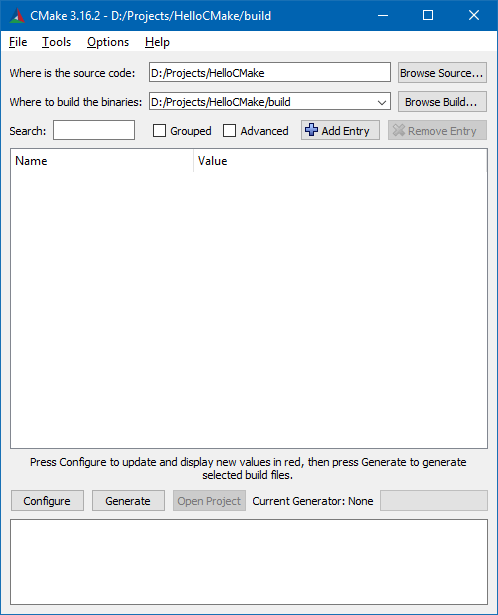 CMake 3.16.2 - D:/Projects/HelloCMake/build
File Tools Options Help
Where is the source code: D:/Projects/HelloCMake Browse Source...
Where to build the binaries: D:/Projects/HelloCMake/build Browse Build...
Search: Grouped Advanced Add Entry Remove Entry
Name Value
Press Configure to update and display new values in red, then press Generate to generate
selected build files.
Configure Generate Open Project Current Generator: None